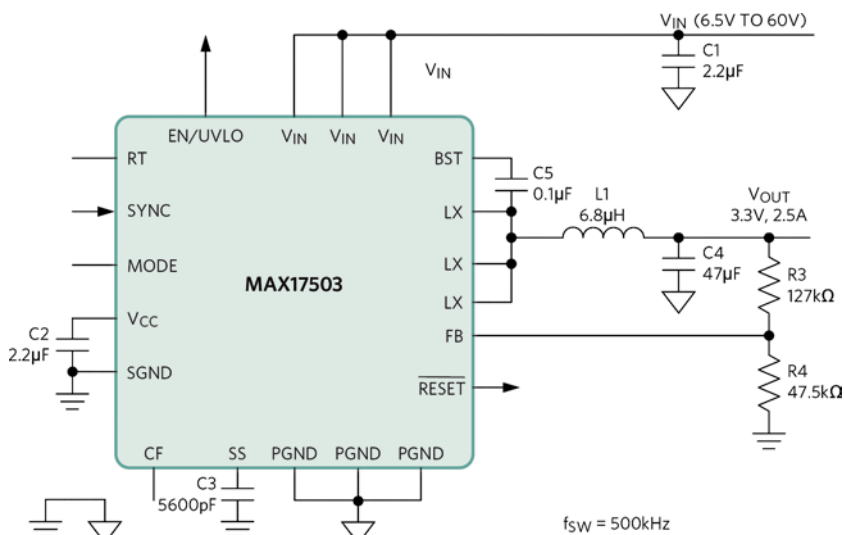 VIN (6.5V TO 60V)
C1
2.2µF
VIN
EN/UVLO
VIN
VIN
VIN
RT
BST
C5
0.1µF
SYNC
LX
L1
6.8µH
VOUT
3.3V, 2.5A
MODE
LX
C4
47µF
R3
127kΩ
MAX17503
LX
VCC
FB
C2
2.2µF
SGND
RESET
R4
47.5kΩ
CF
SS
PGND
PGND
PGND
C3
5600pF
fSW = 500kHz